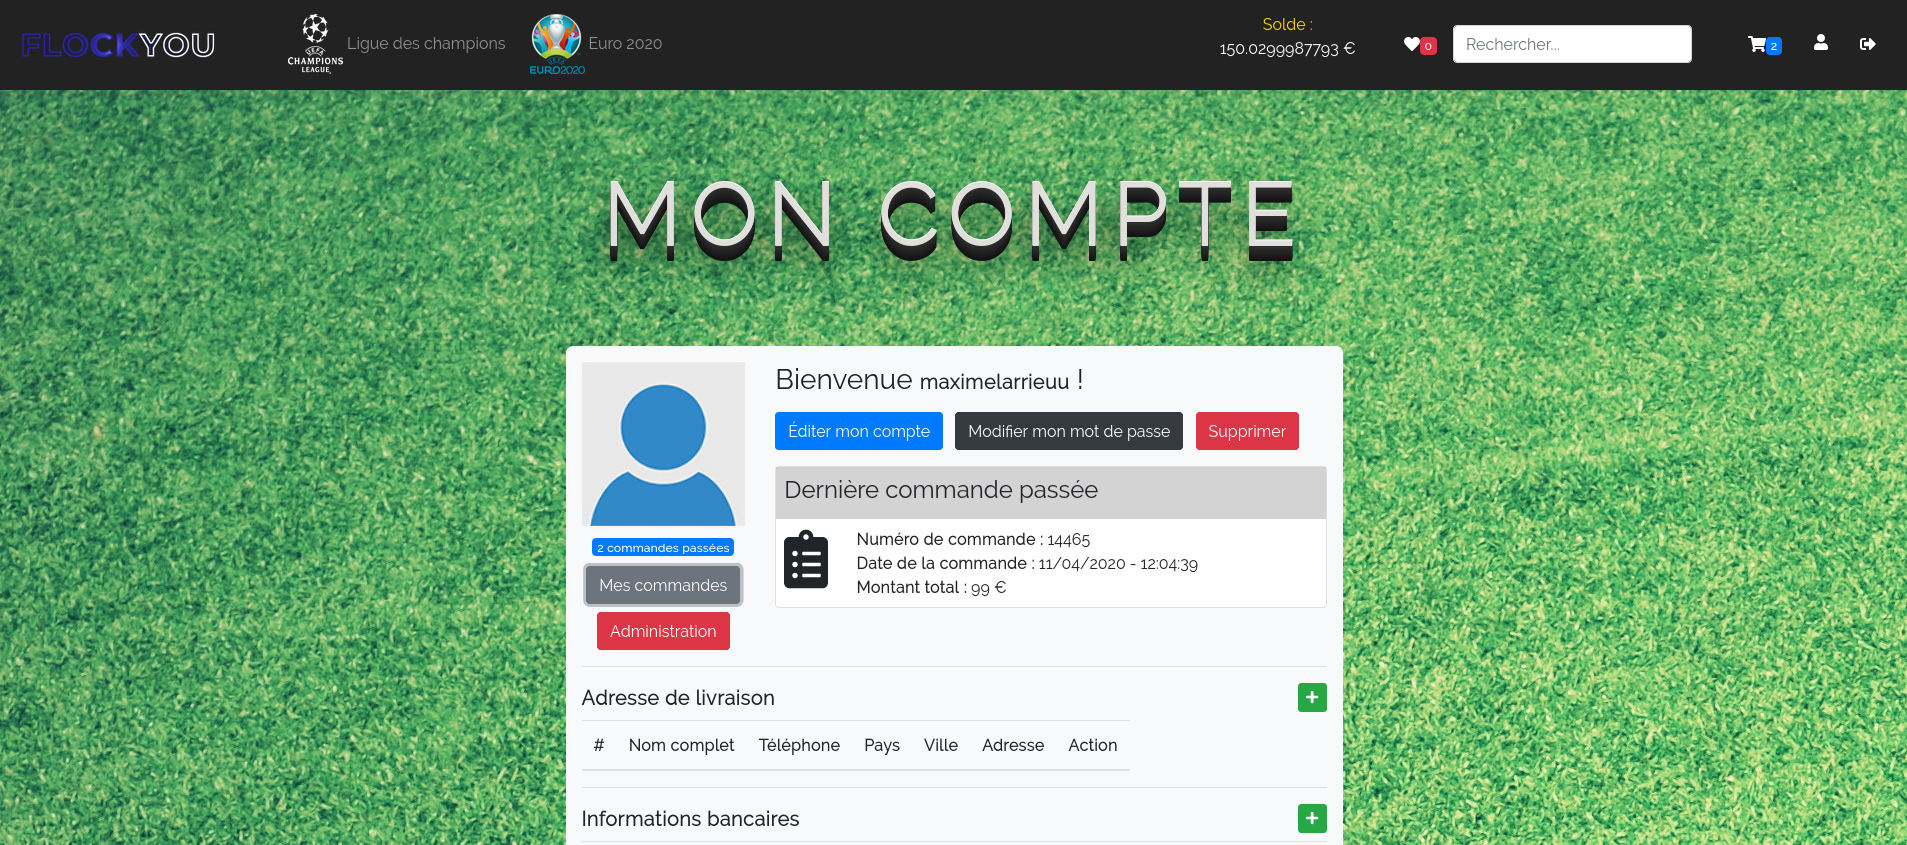 FLOCKYOU
UEFA
CHAMPIONS
LEAGUE
Ligue des champions
UEFA
EURO2020
Euro 2020
Solde :
150.0299987793 €
0
Rechercher...
2
MON COMPTE
Bienvenue maximelarrieuu !
Éditer mon compte
Modifier mon mot de passe
Supprimer
Dernière commande passée
Numéro de commande : 14465
Date de la commande : 11/04/2020 - 12:04:39
Montant total : 99 €
2 commandes passées
Mes commandes
Administration
Adresse de livraison
+
# Nom complet Téléphone Pays Ville Adresse Action
Informations bancaires
+